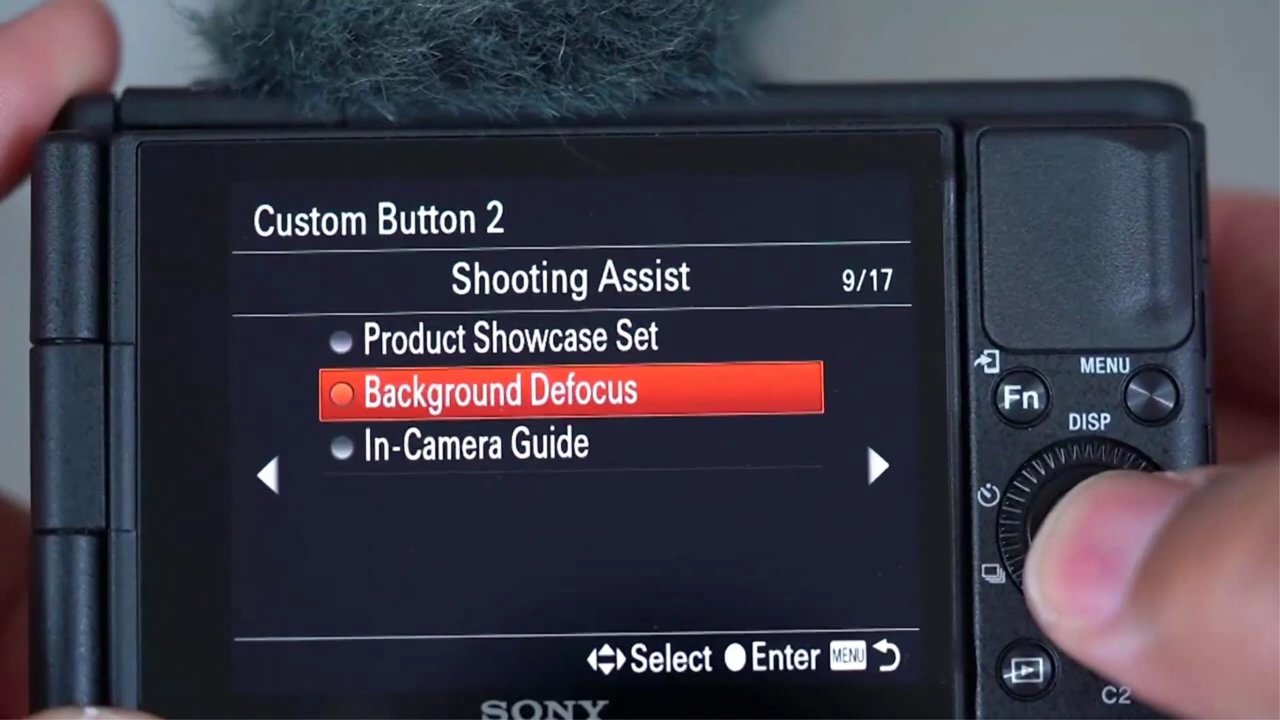 Custom Button 2
Shooting Assist 9/17
Product Showcase Set
Background Defocus
In-Camera Guide
Select Enter MENU
SONY
MENU
Fn
DISP
C2